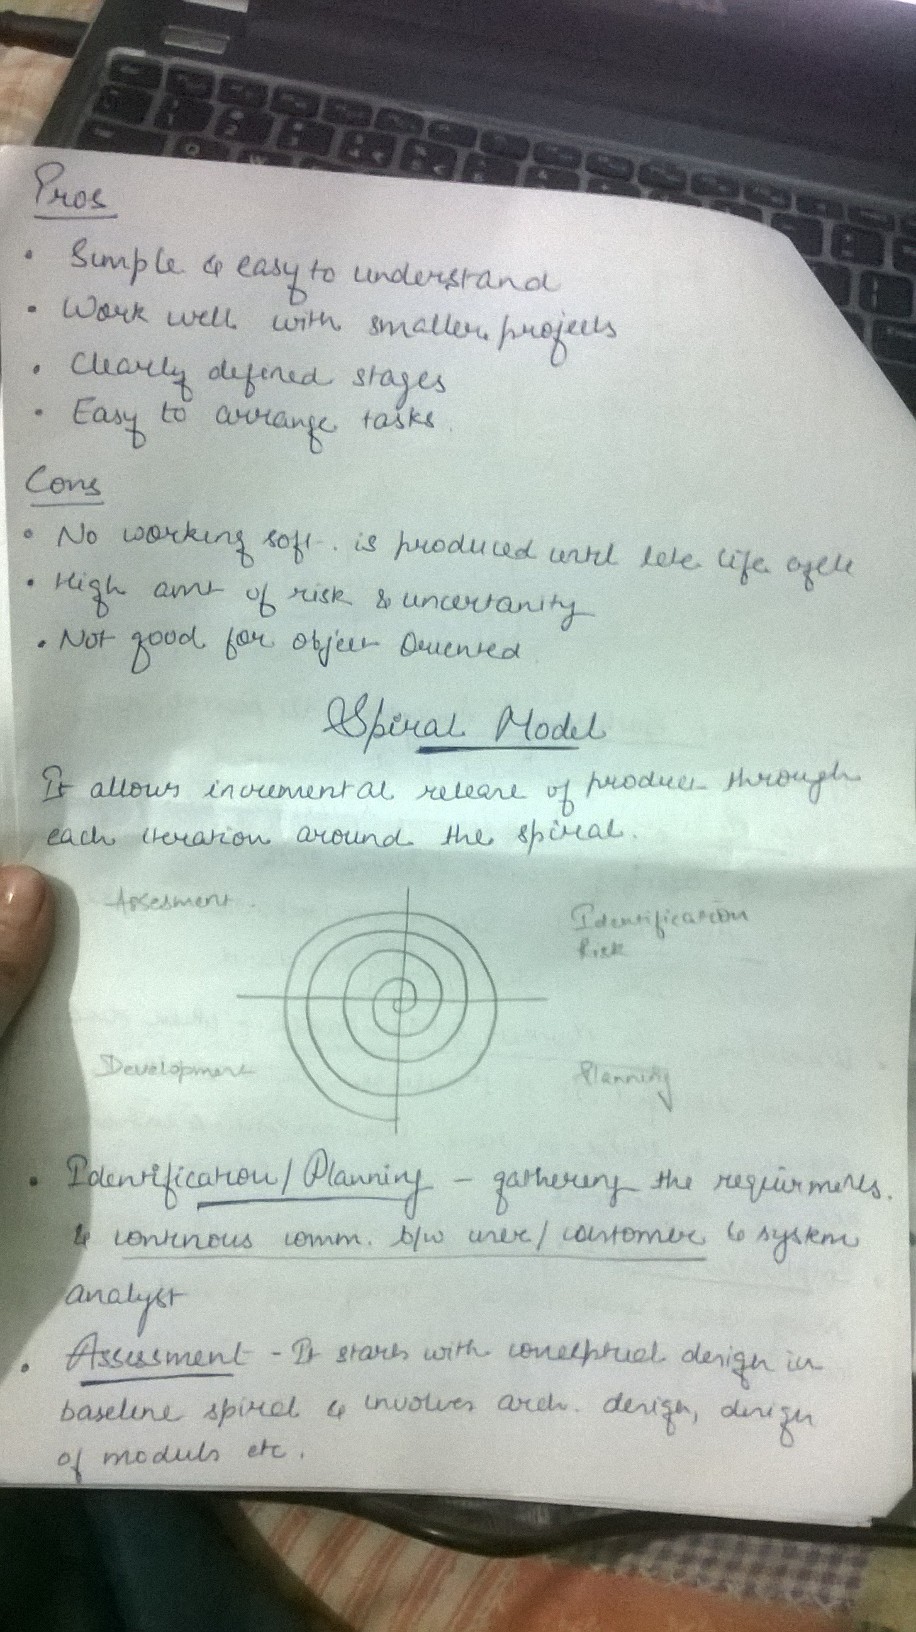 Pros
• Simple & easy to understand
• Work well with smaller projects
• Clearly defined stages
• Easy to arrange tasks.
Cons
• No working soft. is produced until late life cycle
• High amt of risk & uncertanity
• Not good for object Oriented
Spiral Model
It allows incremental release of product through
each iteration around the spiral.
Assesment.
Identification
Risk
Development
Planning
• Identification/Planning – gathering the requirments.
& continous comm. b/w user/customer & system
analyst
• Assessment - It starts with conceptual design in
baseline spiral & involves arch. design, design
of moduls etc.